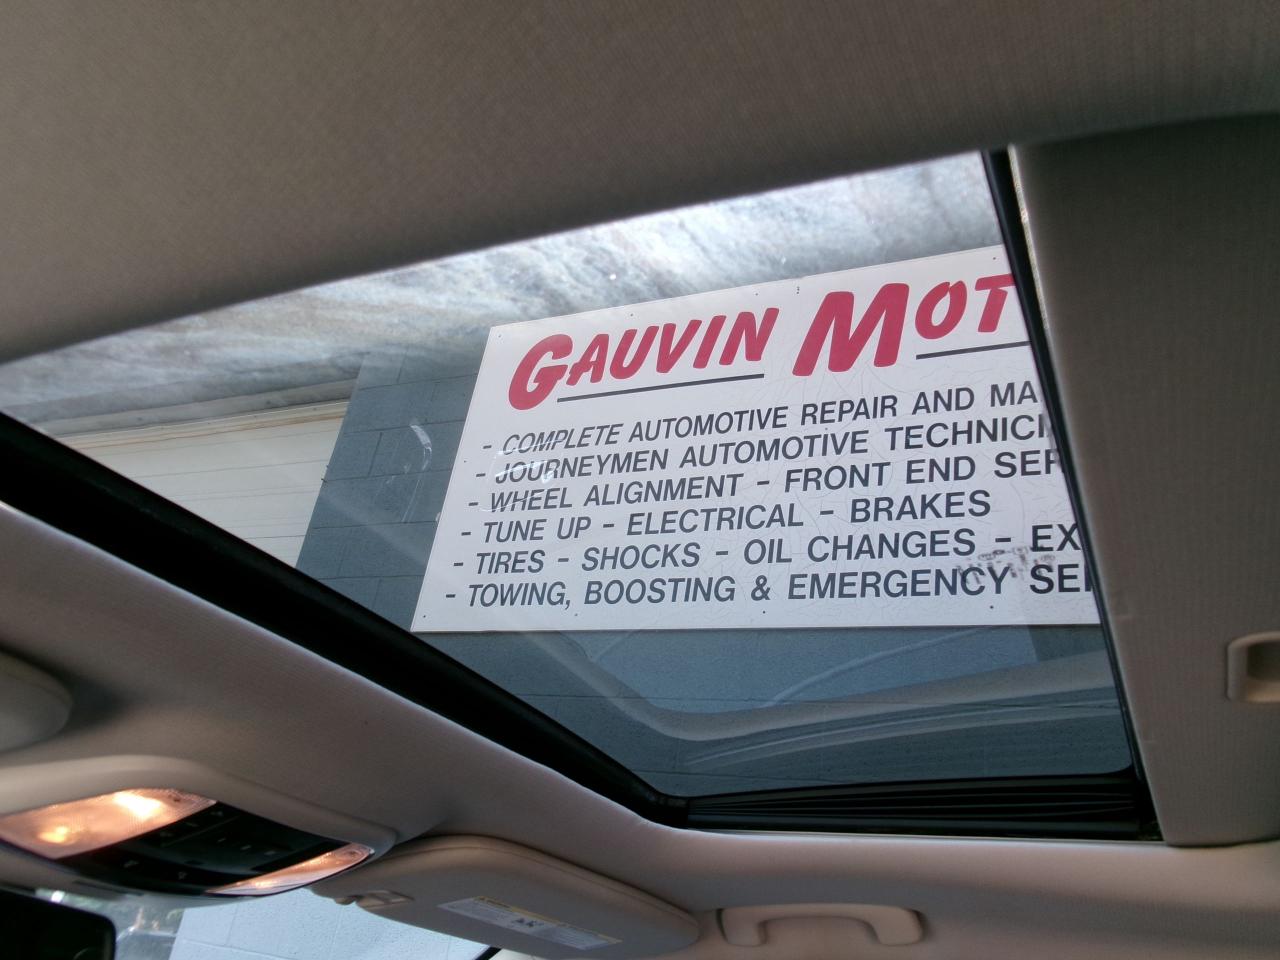 GAUVIN MOT
- COMPLETE AUTOMOTIVE REPAIR AND MA
- JOURNEYMEN AUTOMOTIVE TECHNICI
- WHEEL ALIGNMENT - FRONT END SER
- TUNE UP - ELECTRICAL - BRAKES
- TIRES - SHOCKS - OIL CHANGES - EX
- TOWING, BOOSTING & EMERGENCY SE